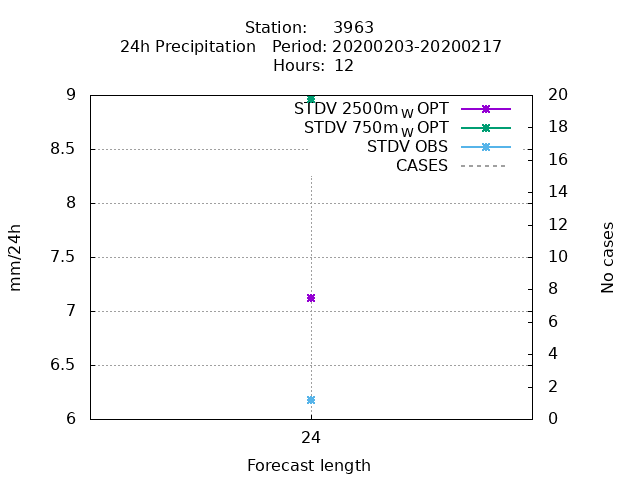 Station: 3963
24h Precipitation Period: 20200203-20200217
Hours: 12
STDV 2500m W OPT
STDV 750m W OPT
STDV OBS
CASES
9
8.5
8
7.5
7
6.5
6
20
18
16
14
12
10
8
6
4
2
0
mm/24h
No cases
24
Forecast length